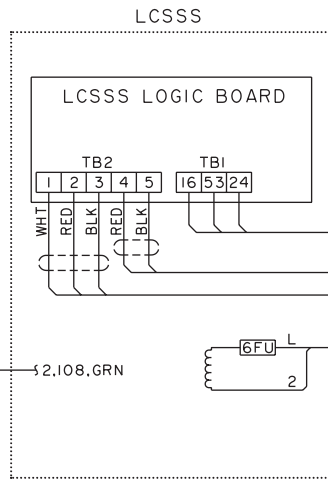 LCSSS
LCSSS LOGIC BOARD
TB2 TB1
1 2 3 4 5 16 53 24
WHT RED BLK RED BLK
6FU L
2
2,108,GRN